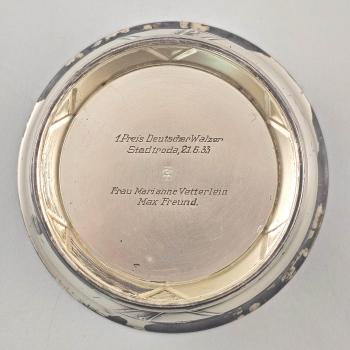 1. Preis Deutscher Walzer
Stadtroda, 21.6.33
Frau Marianne Vetterlein
Max Freund.